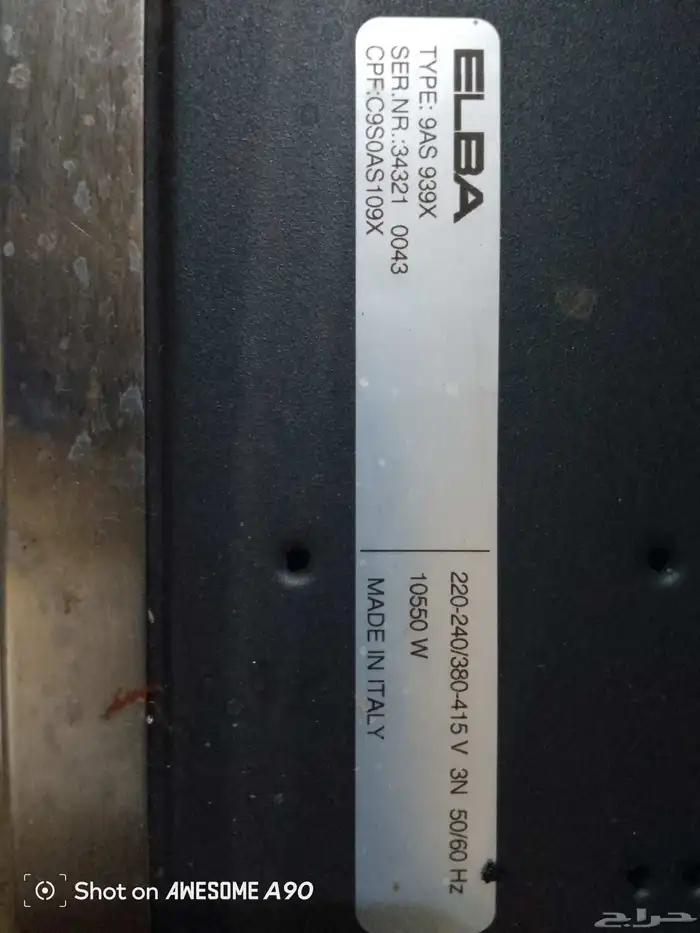 ELBA
TYPE: 9AS 939X
SER.NR.:34321 0043
CPF:C9S0AS109X
220-240/380-415 V 3N 50/60 Hz
10550 W
MADE IN ITALY
Shot on AWESOME A90
حراج